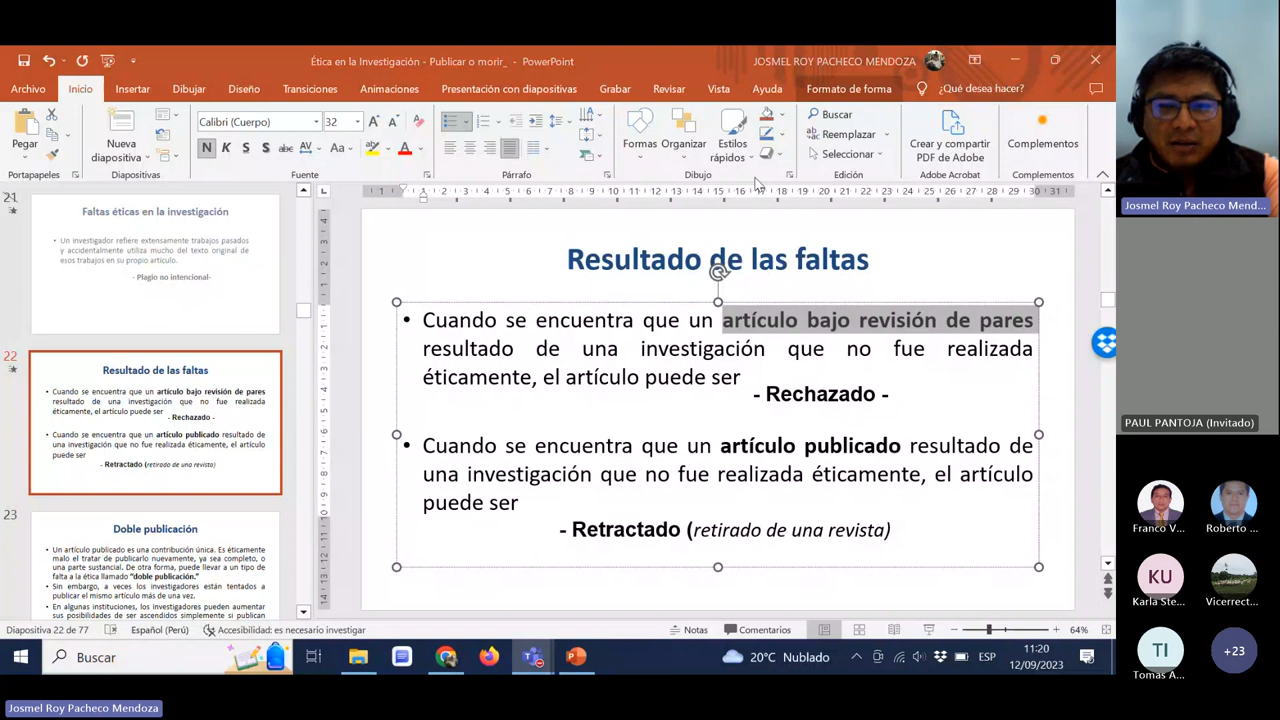 Ética en la Investigación - Publicar o morir_ - PowerPoint
JOSMEL ROY PACHECO MENDOZA
Archivo Inicio Insertar Dibujar Diseño Transiciones Animaciones Presentación con diapositivas Grabar Revisar Vista Ayuda Formato de forma ¿Qué desea hacer?
Pegar
Portapapeles
Nueva
diapositiva
Diapositivas
Calibri (Cuerpo) 32
N K S abc AV Aa A
Fuente
Párrafo
Formas
Organizar
Estilos
rápidos
Dibujo
Buscar
Reemplazar
Seleccionar
Edición
Crear y compartir
PDF de Adobe
Adobe Acrobat
Complementos
Complementos
21
Faltas éticas en la investigación
Un investigador refiere extensamente trabajos pasados
y accidentalmente utiliza mucho del texto original de
esos trabajos en su propio artículo.
- Plagio no intencional-
22
Resultado de las faltas
Cuando se encuentra que un artículo bajo revisión de pares
resultado de una investigación que no fue realizada
éticamente, el artículo puede ser
- Rechazado -
Cuando se encuentra que un artículo publicado resultado de
una investigación que no fue realizada éticamente, el artículo
puede ser
- Retractado (retirado de una revista)
23
Doble publicación
Un artículo publicado es una contribución única. Es éticamente
malo el tratar de publicarlo nuevamente, ya sea completo, o
una parte sustancial. De otra forma, puede llevar a un tipo de
falta a la ética llamado "doble publicación."
Sin embargo, a veces los investigadores están tentados a
publicar el mismo artículo más de una vez.
En algunas instituciones, los investigadores pueden aumentar
sus posibilidades de ser ascendidos simplemente si publican
Resultado de las faltas
• Cuando se encuentra que un artículo bajo revisión de pares
resultado de una investigación que no fue realizada
éticamente, el artículo puede ser
- Rechazado -
• Cuando se encuentra que un artículo publicado resultado de
una investigación que no fue realizada éticamente, el artículo
puede ser
- Retractado (retirado de una revista)
Diapositiva 22 de 77 Español (Perú) Accesibilidad: es necesario investigar Notas Comentarios 64%
Buscar
20°C Nublado
ESP
11:20
12/09/2023
Josmel Roy Pacheco Mendoza
Josmel Roy Pacheco Mend...
PAUL PANTOJA (Invitado)
Franco V...
Roberto ...
KU
Karla Ste...
Vicerrect...
TI
Tomas A...
+23